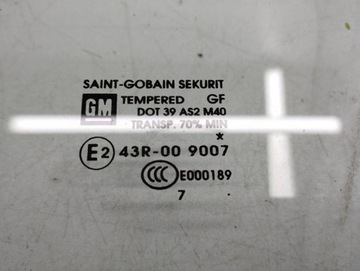 SAINT-GOBAIN SEKURIT
GM TEMPERED GF
DOT 39 AS2 M40
TRANSP. 70% MIN
*
E2 43R-00 9007
CCC E000189
7